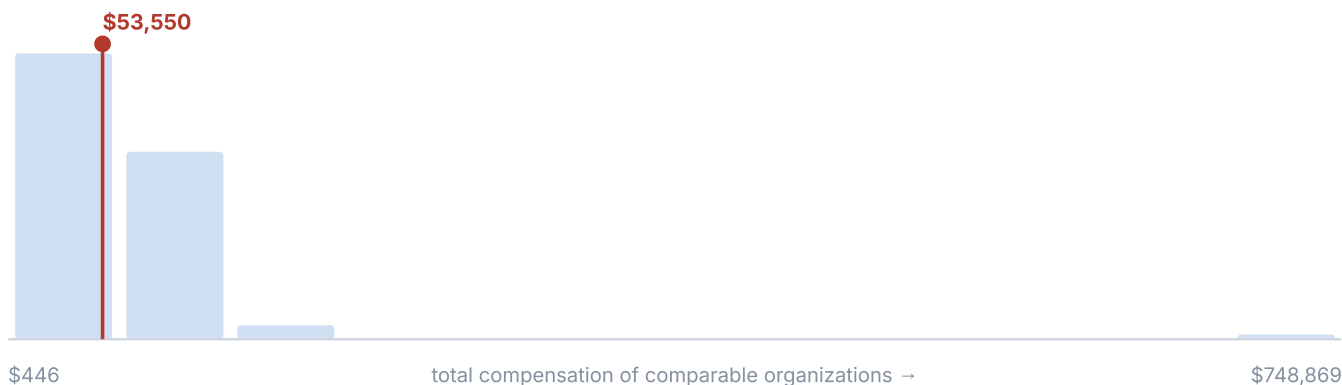 $53,550
$446
total compensation of comparable organizations →
$748,869